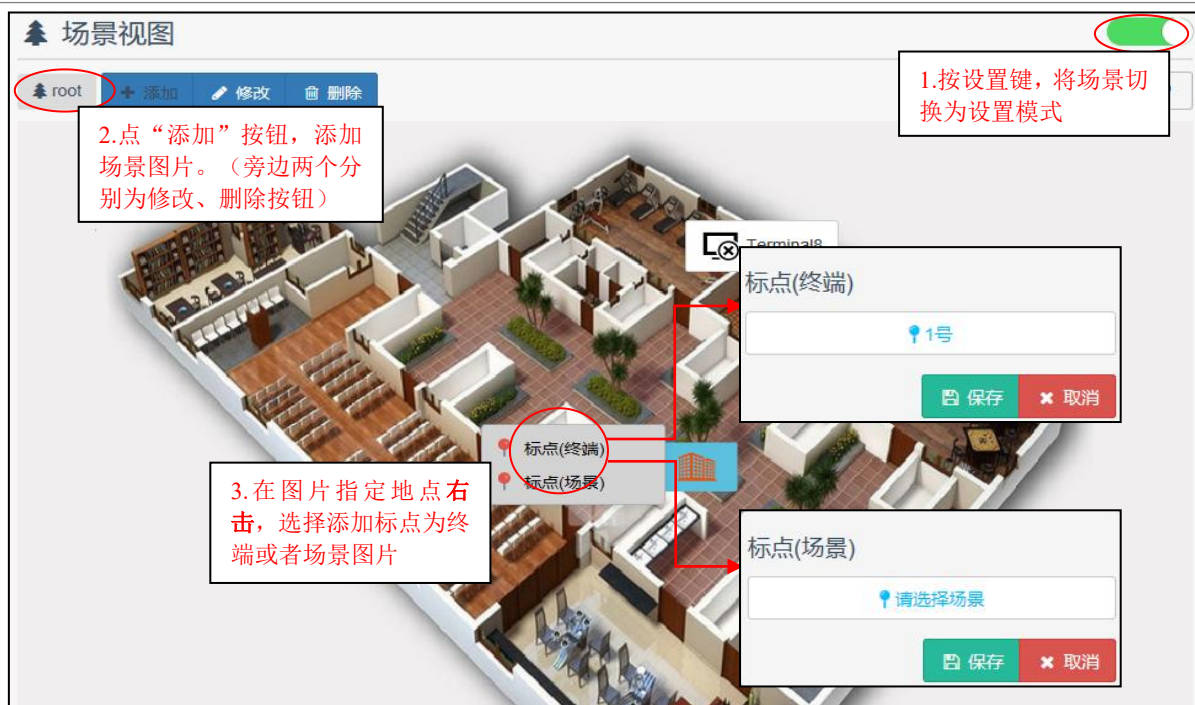 场景视图
root
添加
修改
删除
1.按设置键，将场景切
换为设置模式
2.点“添加”按钮，添加
场景图片。（旁边两个分
别为修改、删除按钮）
Terminal8
标点(终端)
1号
保存
取消
标点(终端)
标点(场景)
3.在图片指定地点右
击，选择添加标点为终
端或者场景图片
标点(场景)
请选择场景
保存
取消